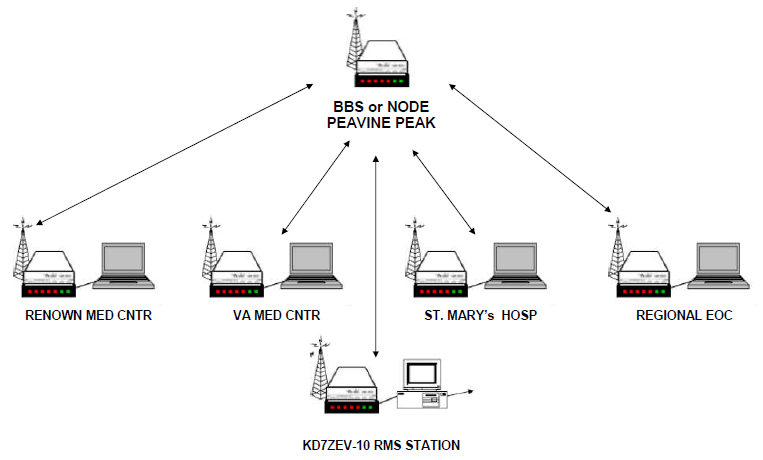 BBS or NODE
PEAVINE PEAK
RENOWN MED CNTR
VA MED CNTR
ST. MARY's HOSP
REGIONAL EOC
KD7ZEV-10 RMS STATION